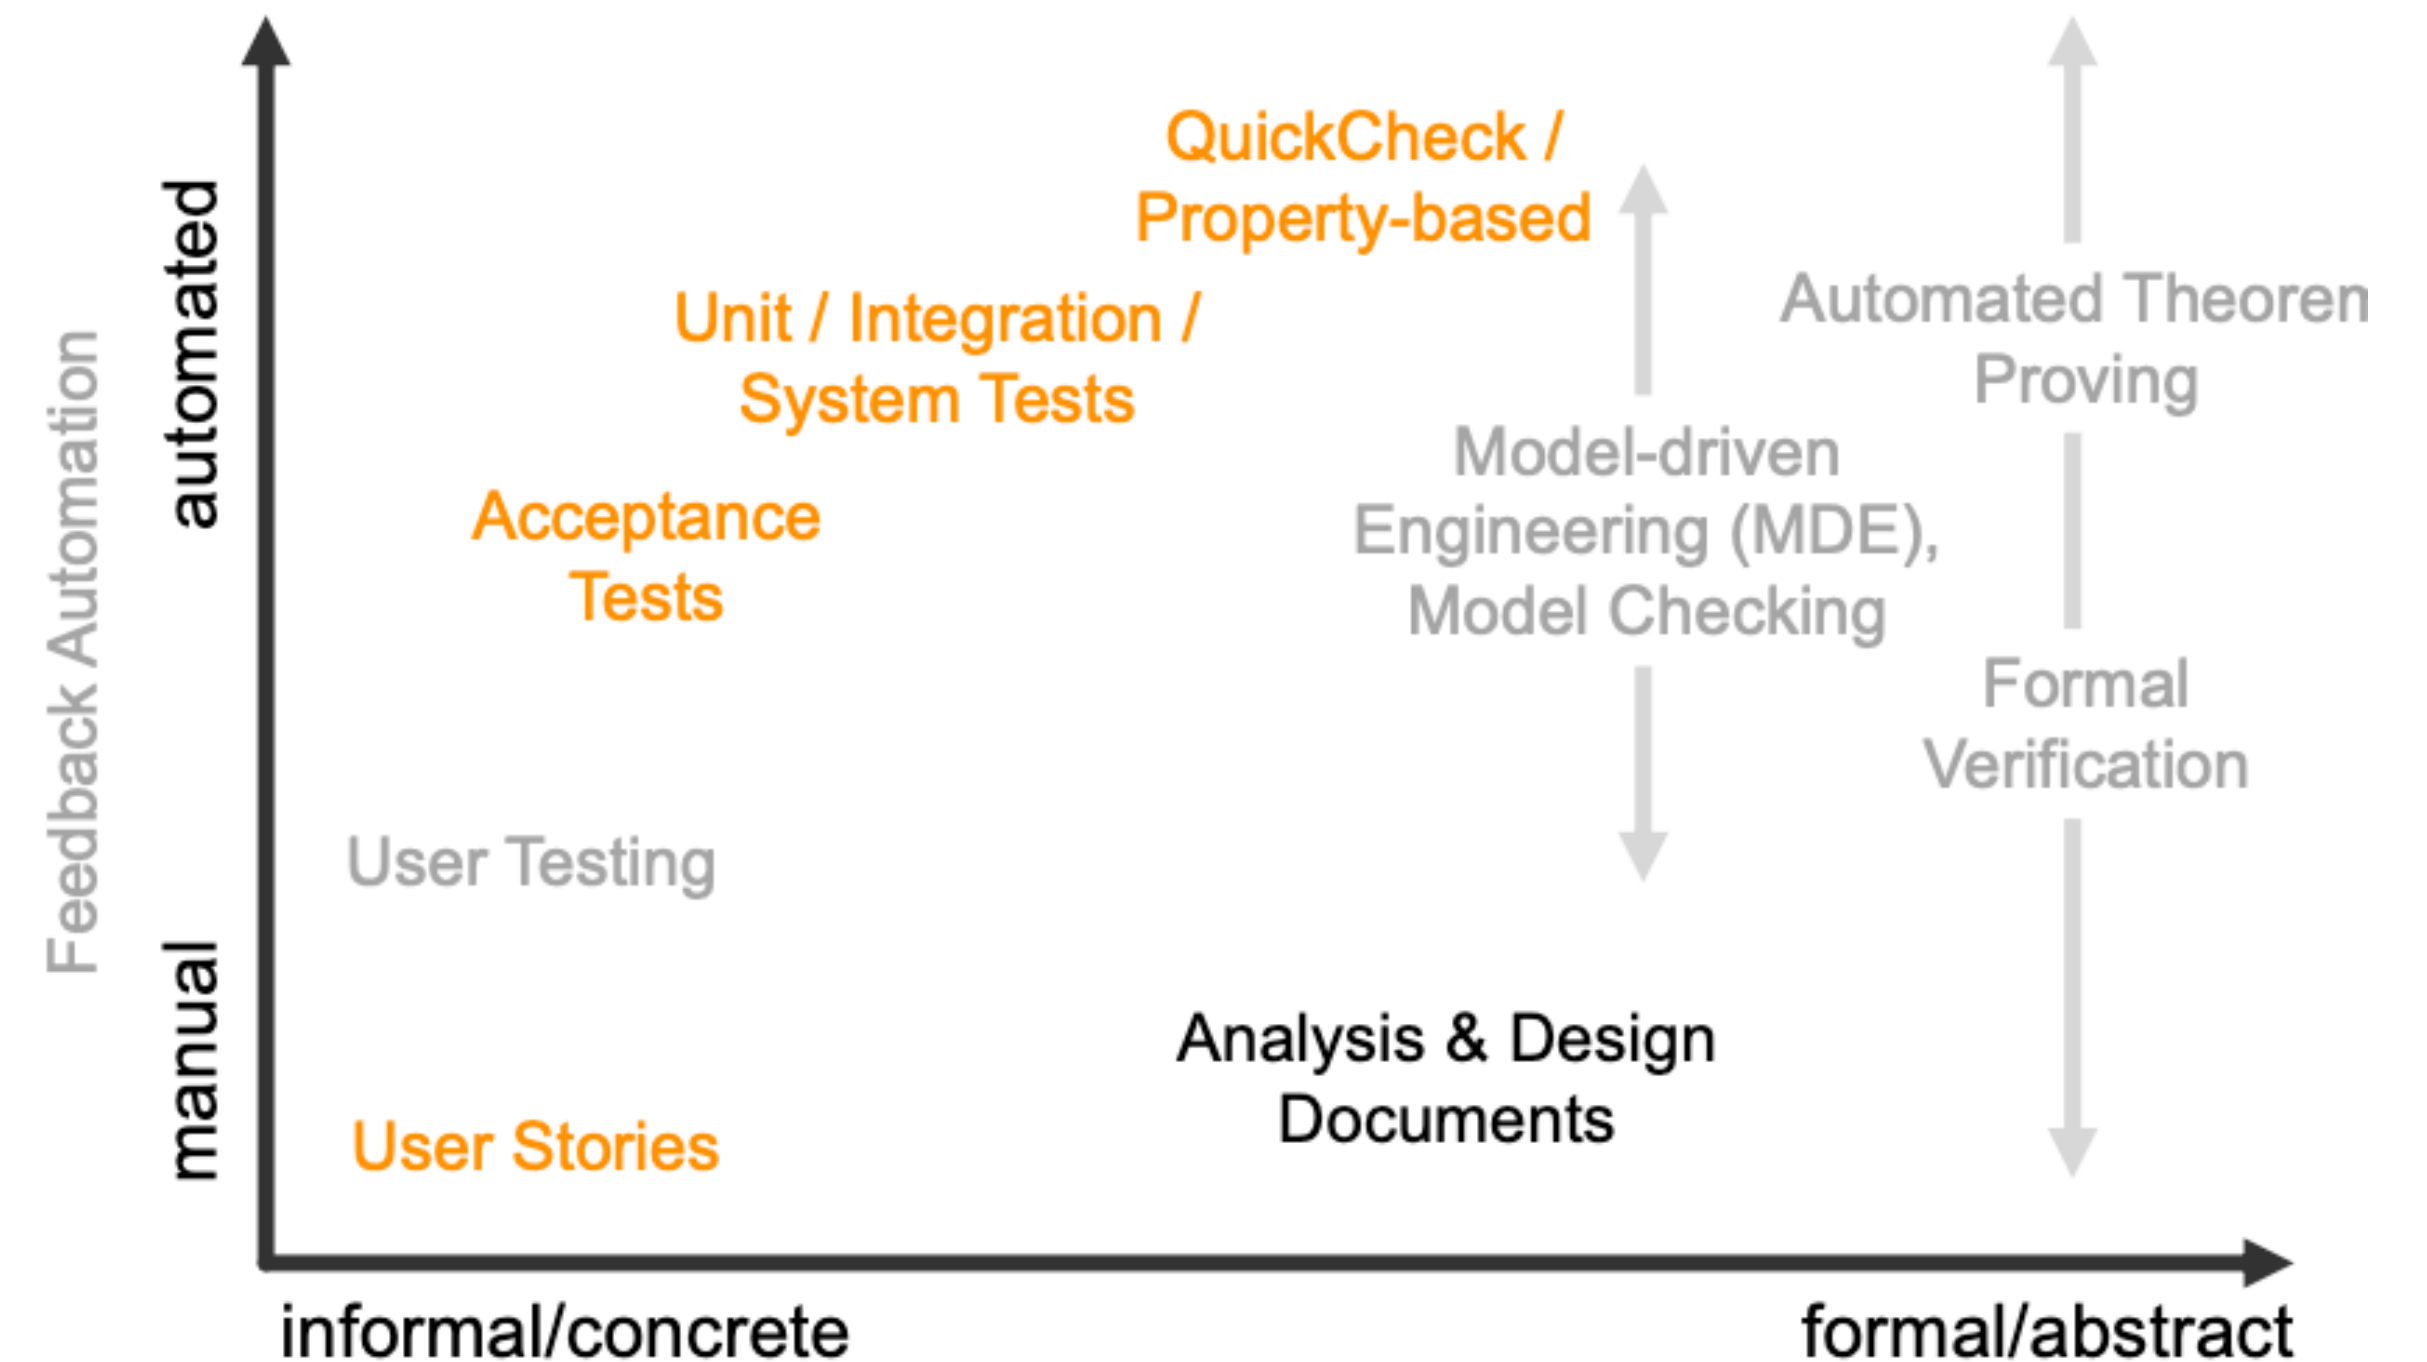 QuickCheck /
Property-based
Unit / Integration /
System Tests
Automated Theorem
Proving
Model-driven
Engineering (MDE),
Model Checking
Acceptance
Tests
Formal
Verification
User Testing
Analysis & Design
Documents
User Stories
Feedback Automation
automated
manual
informal/concrete
formal/abstract